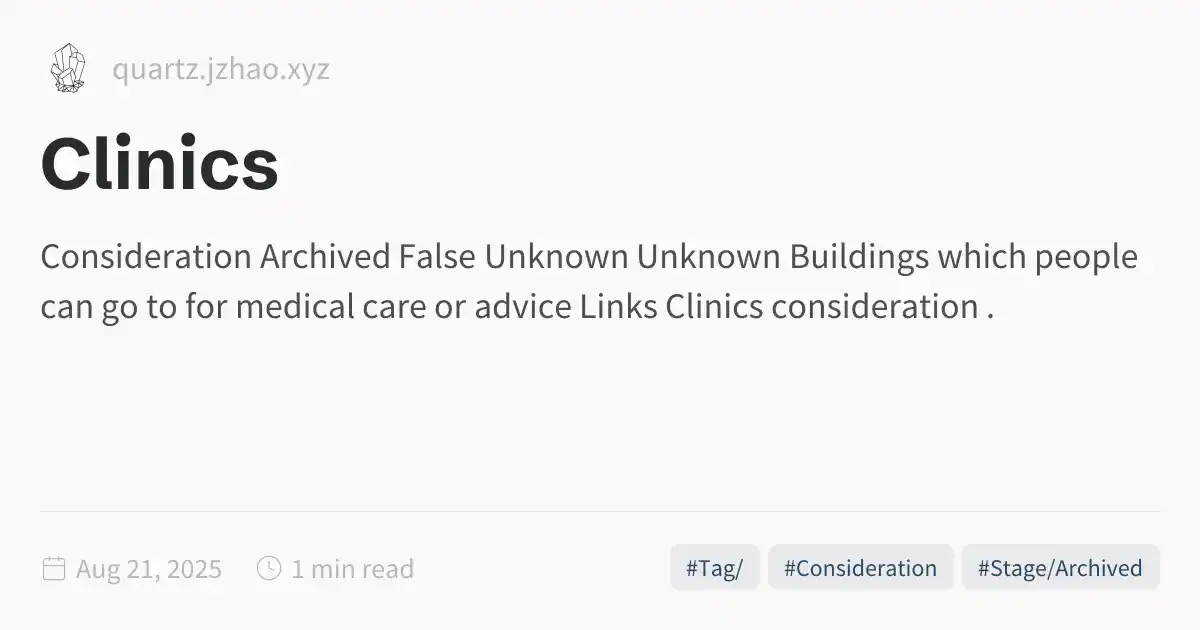 quartz.jzhao.xyz
Clinics
Consideration Archived False Unknown Unknown Buildings which people
can go to for medical care or advice Links Clinics consideration .
Aug 21, 2025 1 min read #Tag/ #Consideration #Stage/Archived